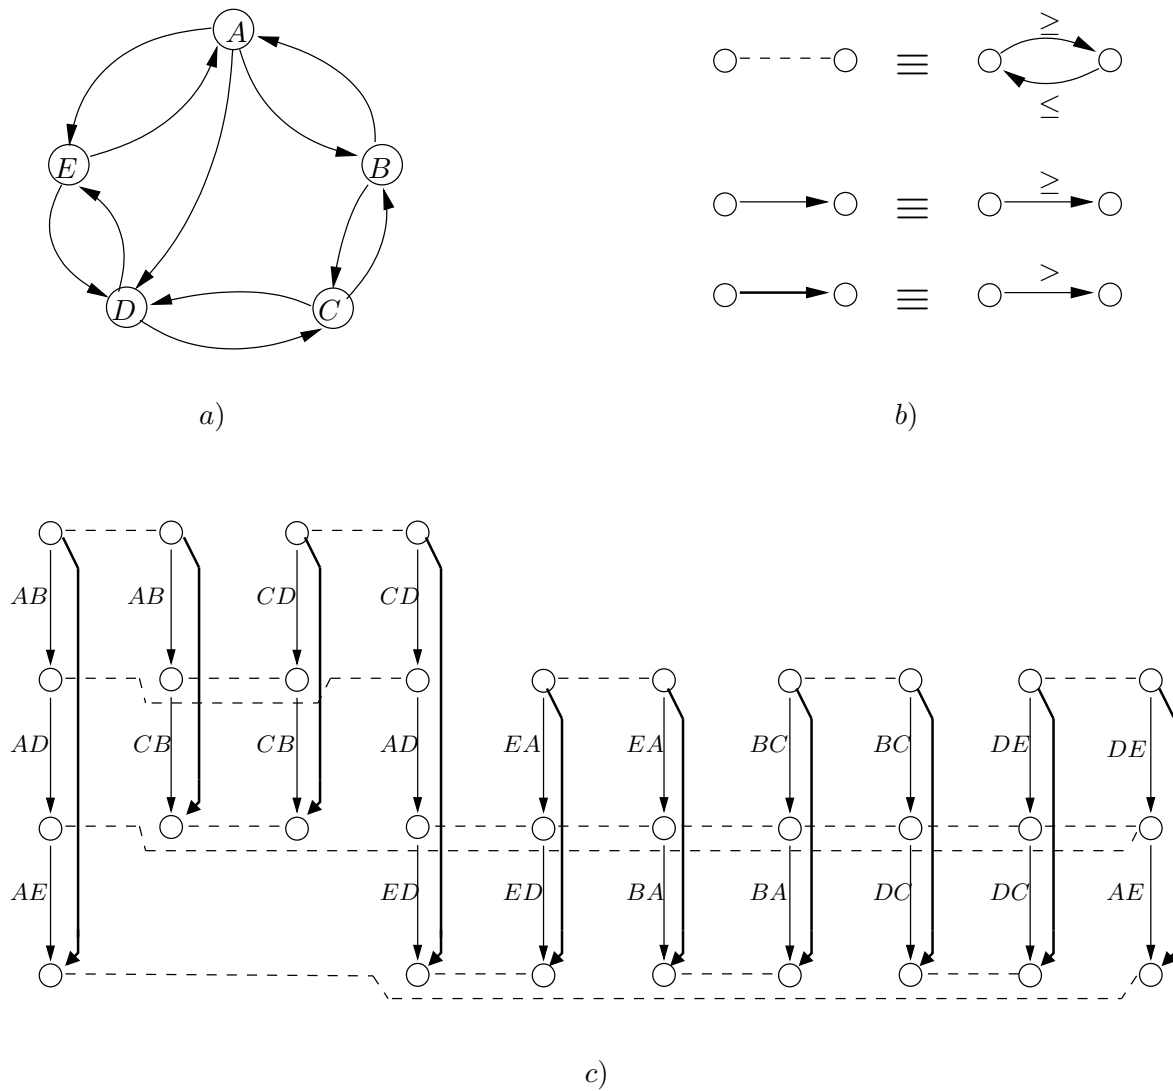 A
B
C
D
E
a)
≥
≡
≤
≥
≡
>
≡
b)
AB AB CD CD
AD CB CB AD EA EA BC BC DE DE
AE ED ED BA BA DC DC AE
c)